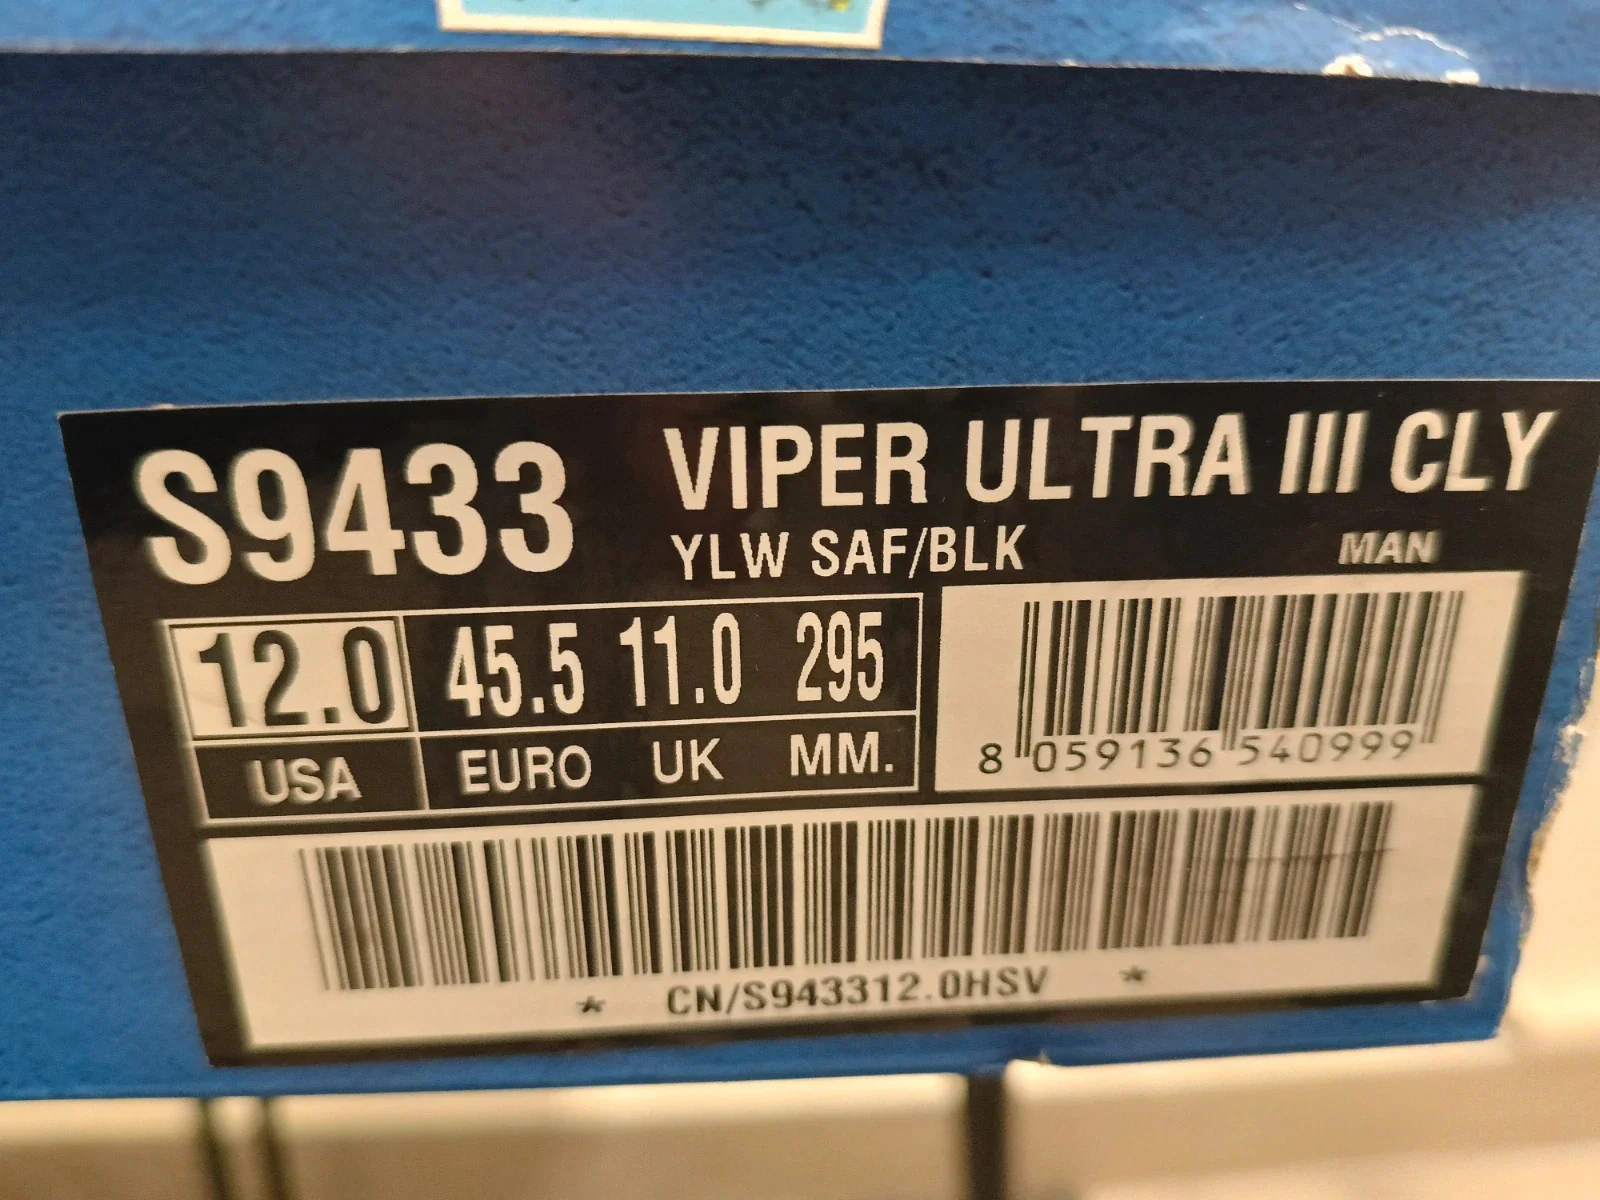 S9433
VIPER ULTRA III CLY
YLW SAF/BLK MAN
12.0 45.5 11.0 295
USA EURO UK MM.
8 059136 540999
* CN/S943312.0HSV *